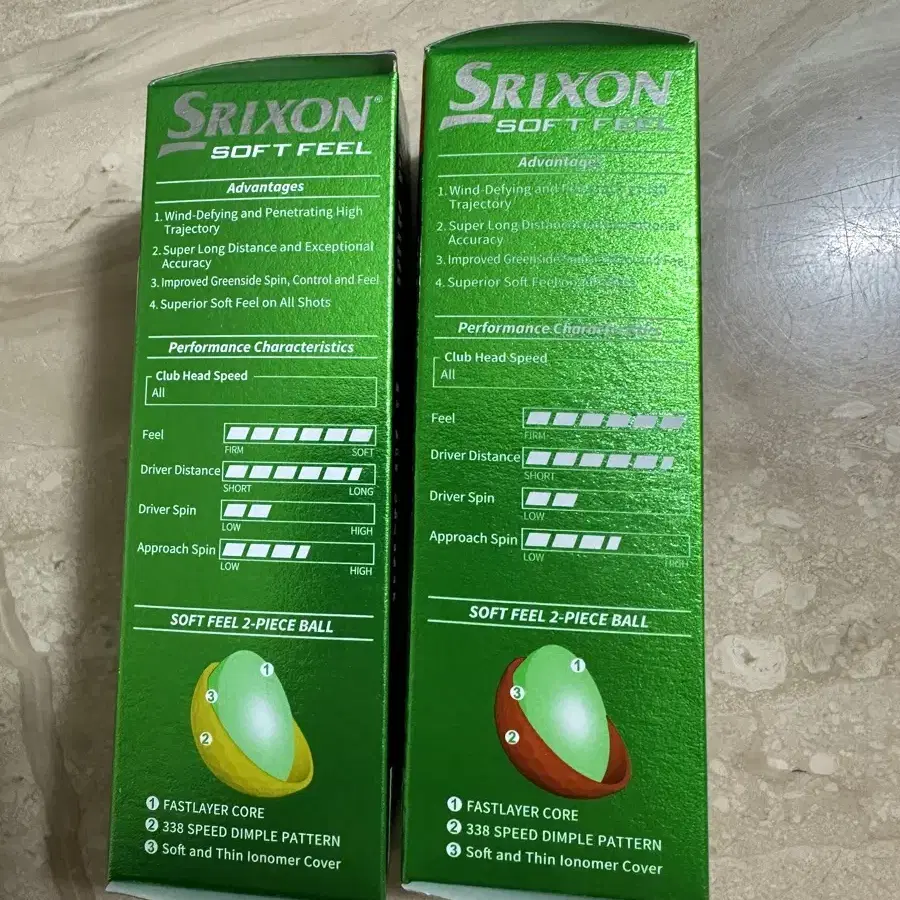 SRIXON®
SOFT FEEL
Advantages
1. Wind-Defying and Penetrating High
Trajectory
2. Super Long Distance and Exceptional
Accuracy
3. Improved Greenside Spin, Control and Feel
4. Superior Soft Feel on All Shots
Performance Characteristics
Club Head Speed
All
Feel
FIRM
SOFT
Driver Distance
SHORT
LONG
Driver Spin
LOW
HIGH
Approach Spin
LOW
HIGH
SOFT FEEL 2-PIECE BALL
1
3
2
1 FASTLAYER CORE
2 338 SPEED DIMPLE PATTERN
3 Soft and Thin Ionomer Cover
SRIXON
SOFT FEEL
Advantages
1. Wind-Defying and
Trajectory
2. Super Long Distance
Accuracy
3. Improved Greenside
4. Superior Soft Feel
Performance Characteristics
Club Head Speed
All
Feel
FIRM
Driver Distance
SHORT
Driver Spin
LOW
Approach Spin
LOW
HIGH
SOFT FEEL 2-PIECE BALL
1
3
2
1 FASTLAYER CORE
2 338 SPEED DIMPLE PATTERN
3 Soft and Thin Ionomer Cover